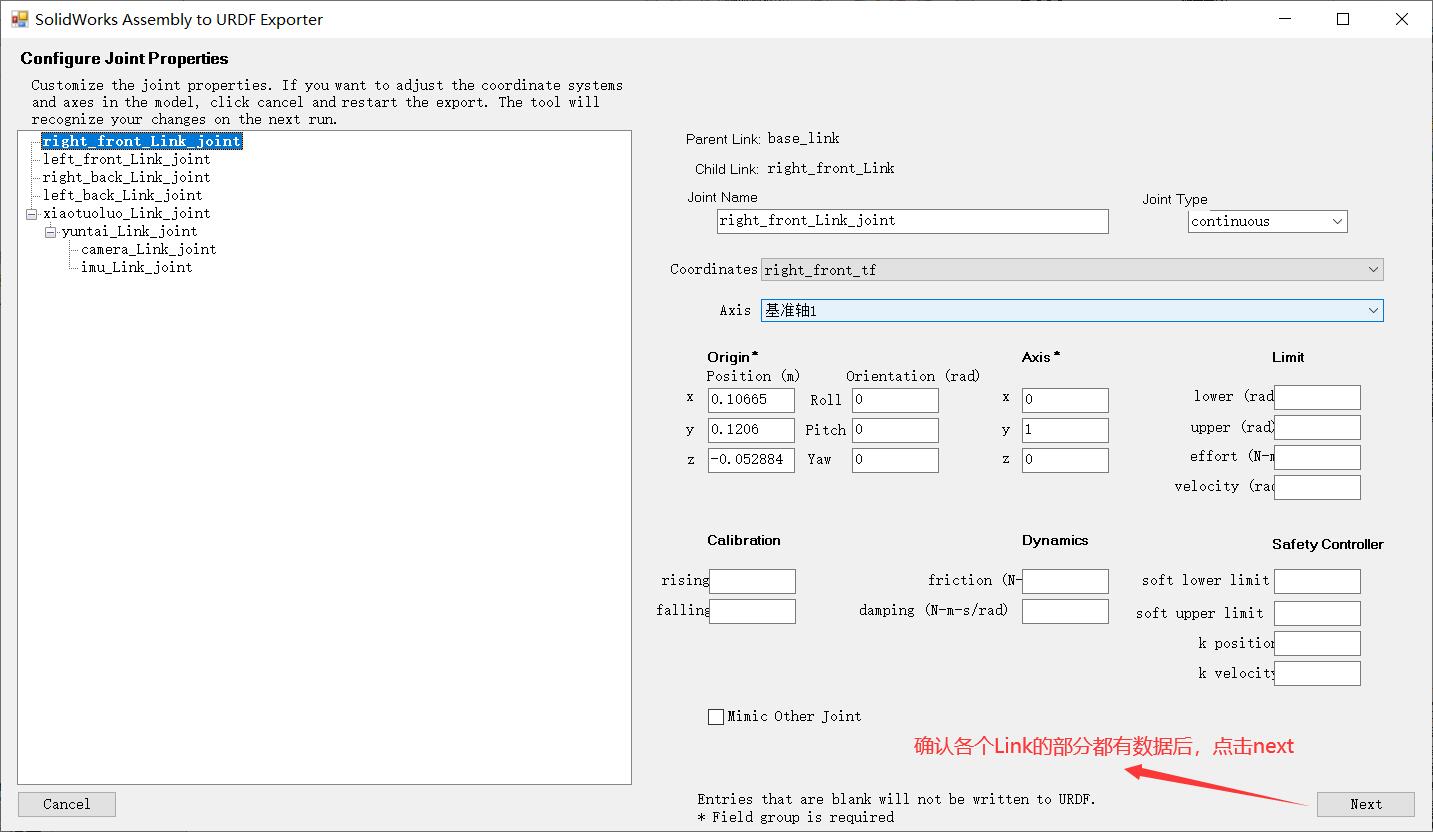 SolidWorks Assembly to URDF Exporter
Configure Joint Properties
Customize the joint properties. If you want to adjust the coordinate systems
and axes in the model, click cancel and restart the export. The tool will
recognize your changes on the next run.
right_front_Link_joint
left_front_Link_joint
right_back_Link_joint
left_back_Link_joint
xiaotuoluo_Link_joint
yuntai_Link_joint
camera_Link_joint
imu_Link_joint
Parent Link: base_link
Child Link: right_front_Link
Joint Name
right_front_Link_joint
Joint Type
continuous
Coordinates right_front_tf
Axis 基准轴1
Origin* Axis* Limit
Position (m) Orientation (rad)
x 0.10665 Roll 0 x 0 lower (rad
y 0.1206 Pitch 0 y 1 upper (rad)
z -0.052884 Yaw 0 z 0 effort (N-m
velocity (rad
Calibration Dynamics Safety Controller
rising friction (N- soft lower limit
falling damping (N-m-s/rad) soft upper limit
k position
k velocity
Mimic Other Joint
确认各个Link的部分都有数据后，点击next
Entries that are blank will not be written to URDF.
* Field group is required
Cancel
Next